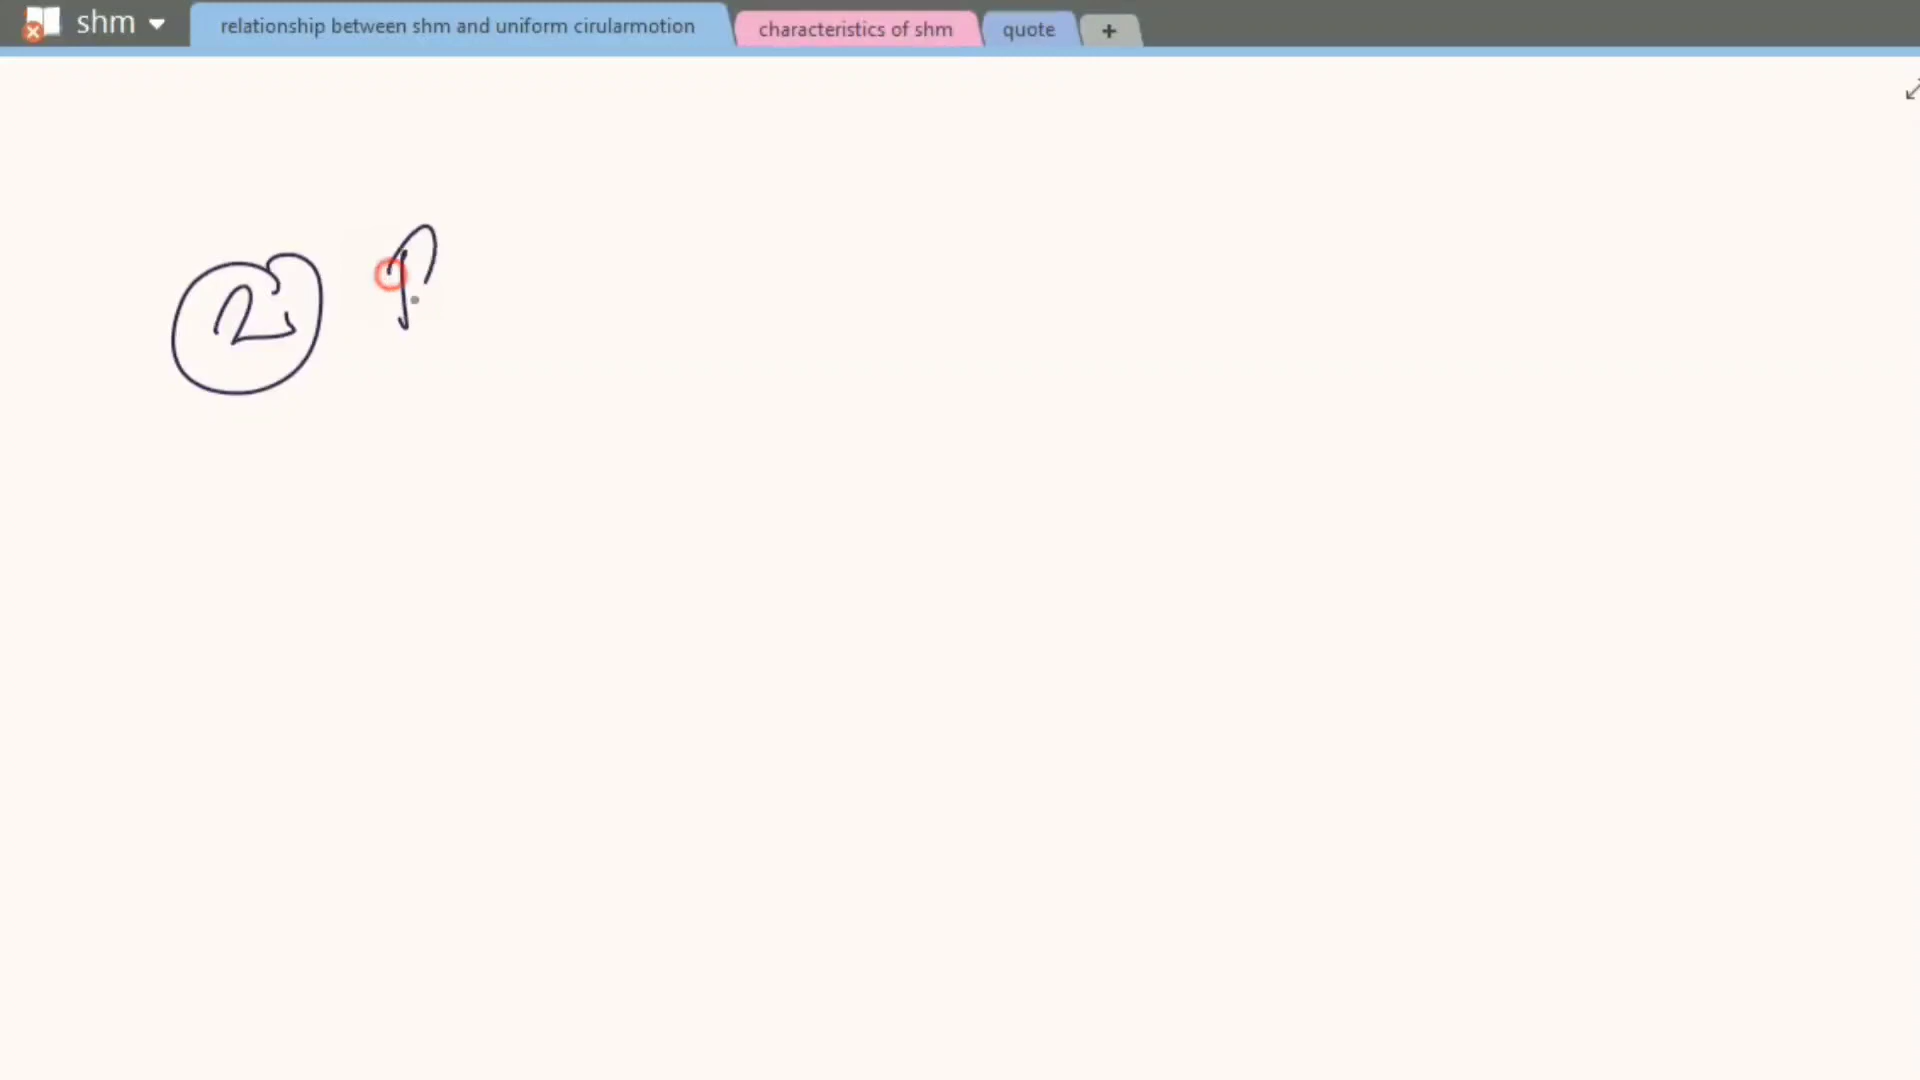 shm
relationship between shm and uniform cirularmotion
characteristics of shm
quote
+
2